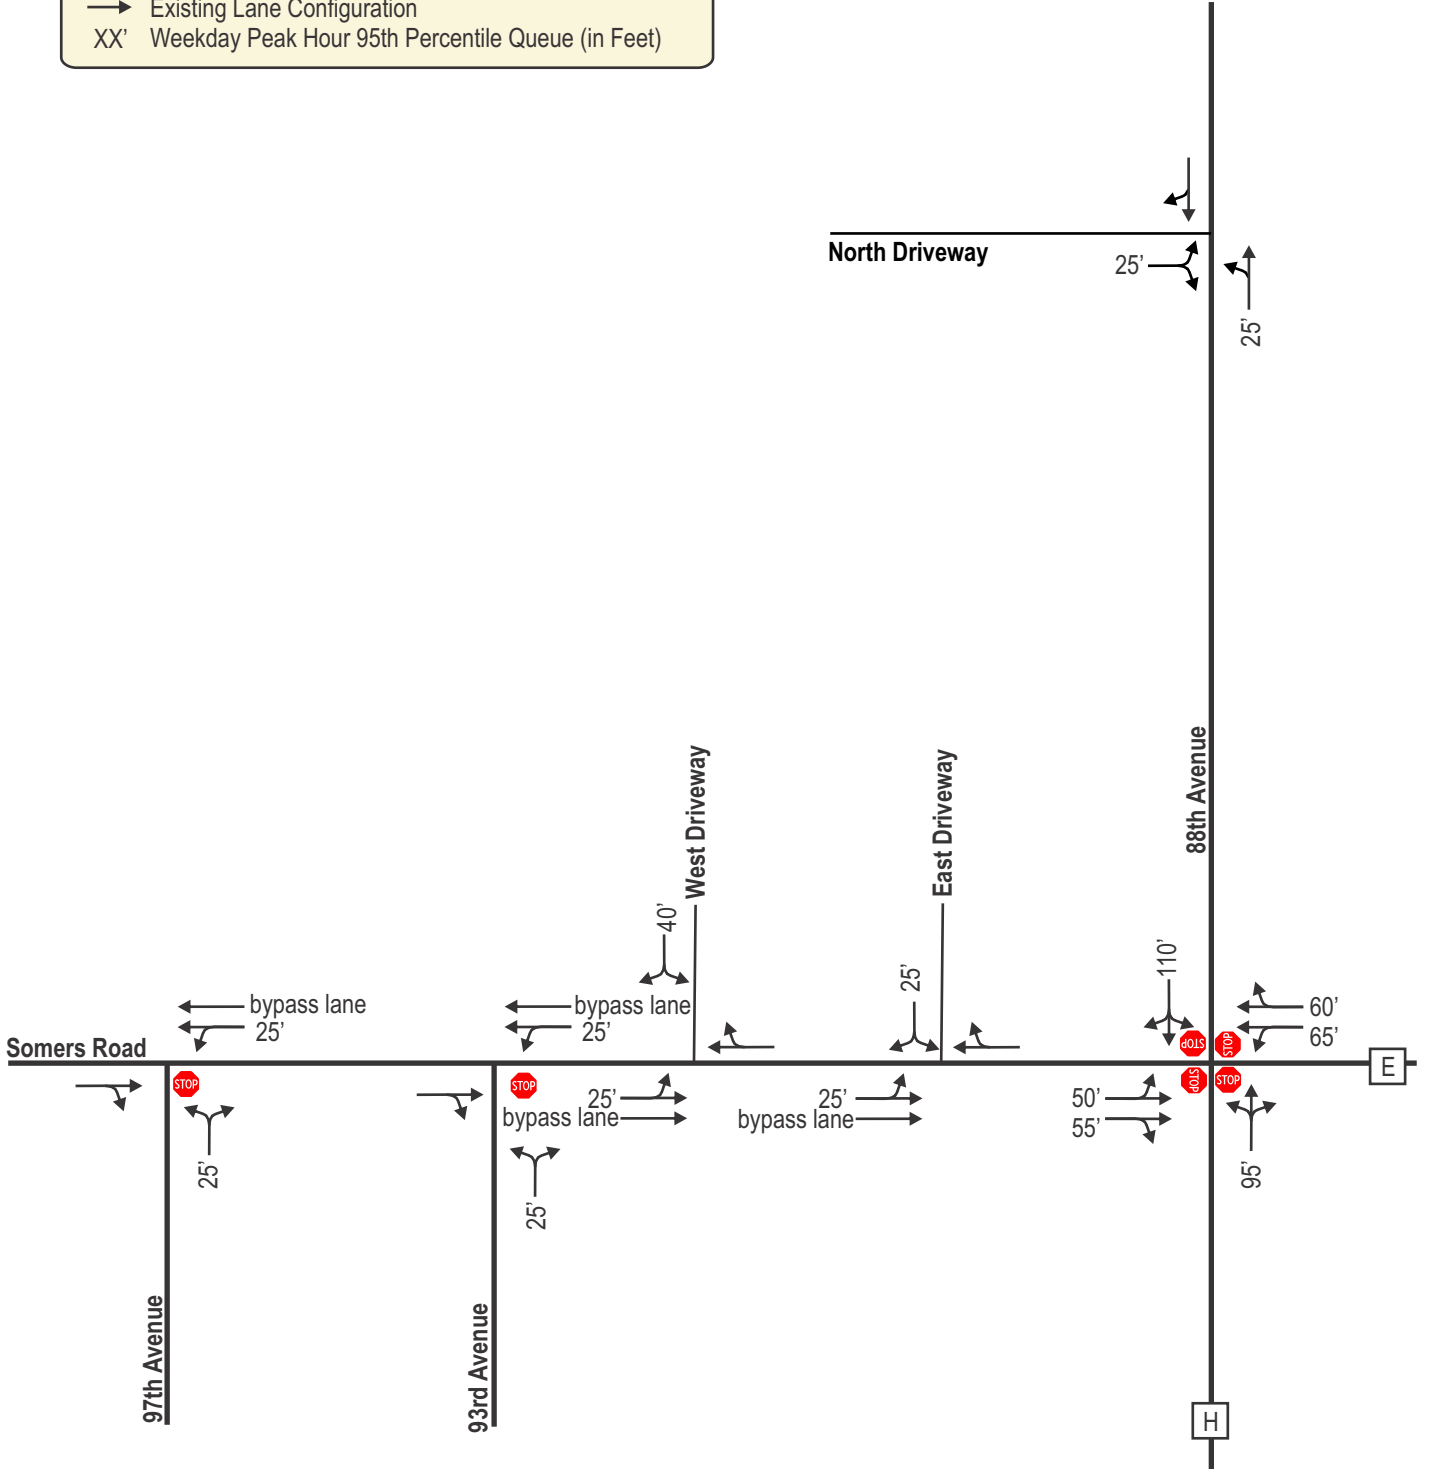 Existing Lane Configuration
XX’ Weekday Peak Hour 95th Percentile Queue (in Feet)
North Driveway
25’
25’
88th Avenue
West Driveway
East Driveway
40’
25’
110’
bypass lane
25’
bypass lane
25’
60’
65’
Somers Road
STOP
STOP
E
STOP
STOP
25’
bypass lane
25’
bypass lane
50’
55’
STOP
STOP
25’
25’
95’
97th Avenue
93rd Avenue
H